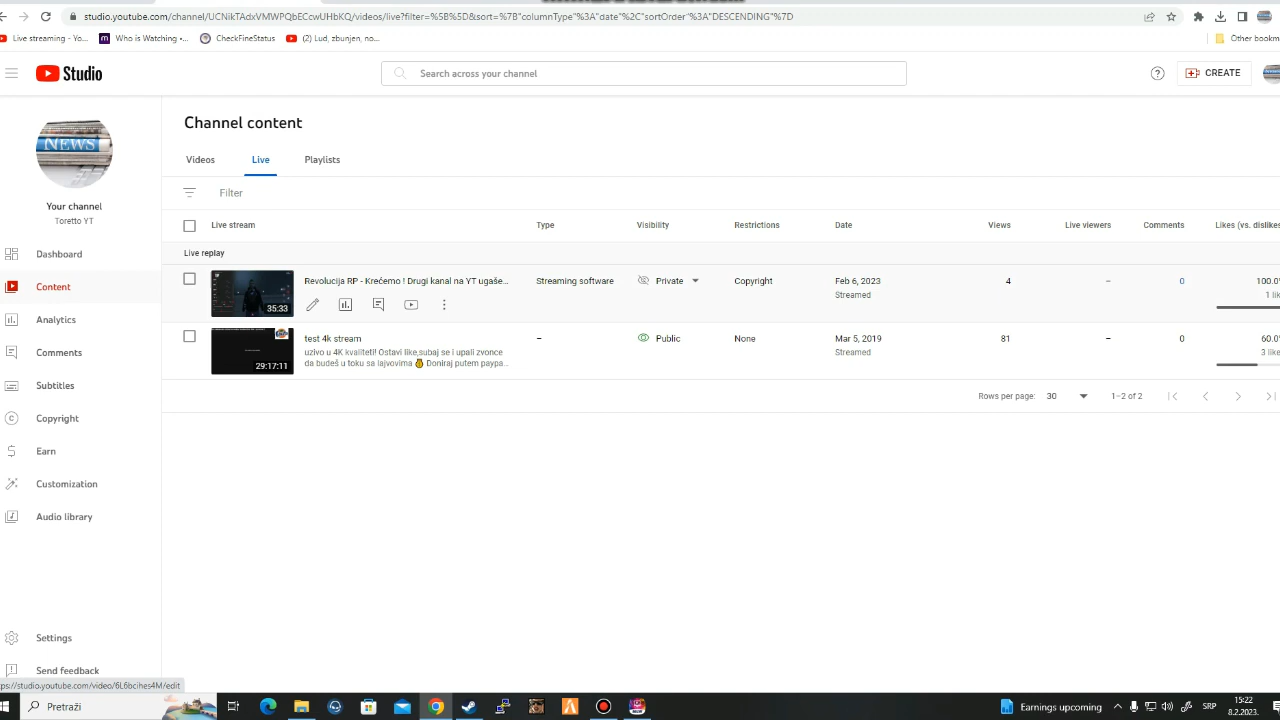 studio.youtube.com/channel/UCNikTAdxVMWPQbECcwUHbKQ/videos/live?filter=%5B%5D&sort=%7B"columnType"%3A"date"%2C"sortOrder"%3A"DESCENDING"%7D
Live streaming - Yo... Who is Watching •... CheckFineStatus (2) Lud, zbunjen, no... Other bookm
Studio Search across your channel CREATE
NEWS
Your channel
Toretto YT
Dashboard
Content
Analytics
Comments
Subtitles
Copyright
Earn
Customization
Audio library
Settings
Send feedback
Channel content
Videos Live Playlists
Filter
Live stream Type Visibility Restrictions Date Views Live viewers Comments Likes (vs. dislikes
Live replay
Revolucija RP - Krećemo ! Drugi kanal na YT ugaše... Streaming software Private Copyright Feb 6, 2023 4 – 0 100.0
35:33 Streamed 1 lik
test 4k stream – Public None Mar 5, 2019 81 – 0 60.0
uzivo u 4K kvaliteti! Ostavi like,subaj se i upali zvonce Streamed 3 like
29:17:11 da budeš u toku sa lajvovima 💰 Doniraj putem paypa...
Rows per page: 30 1–2 of 2
ps://studio.youtube.com/video/6L6bcihes4M/edit
Pretraži Earnings upcoming SRP 15:22
8.2.2023.